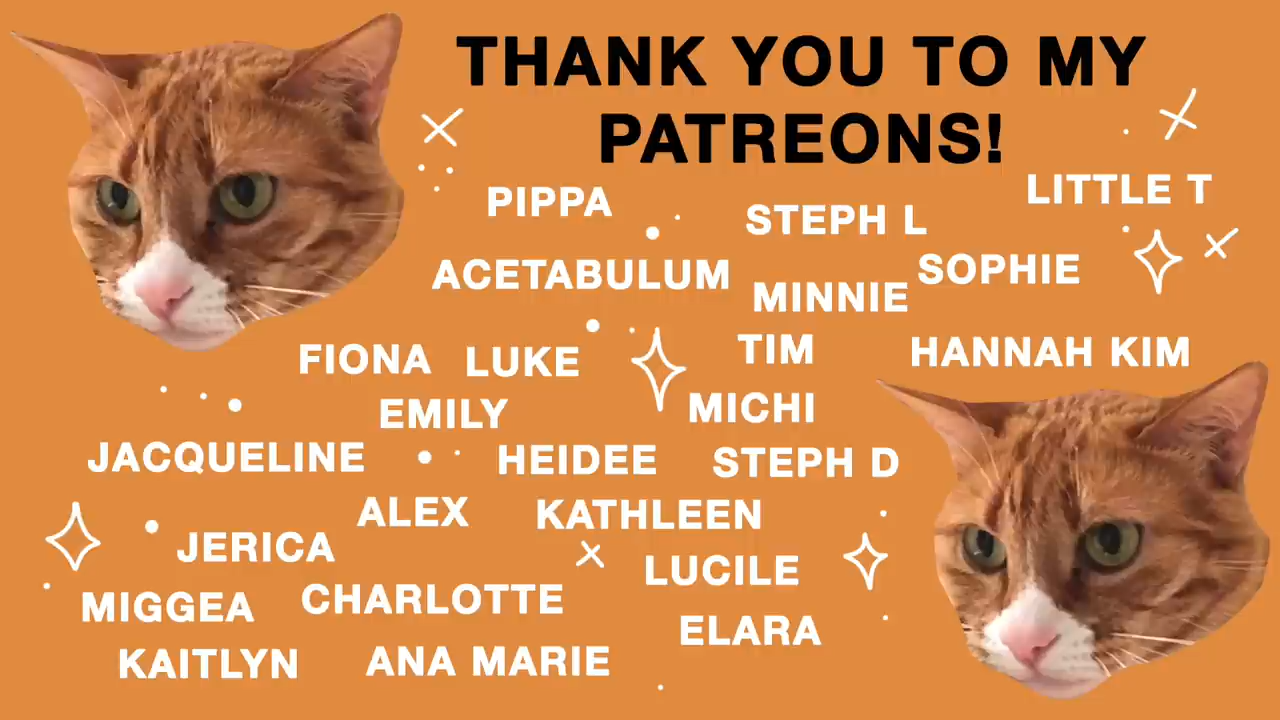 THANK YOU TO MY
PATREONS!
PIPPA
STEPH L
LITTLE T
ACETABULUM
MINNIE
SOPHIE
FIONA
LUKE
TIM
HANNAH KIM
EMILY
MICHI
JACQUELINE
HEIDEE
STEPH D
ALEX
KATHLEEN
JERICA
LUCILE
MIGGEA
CHARLOTTE
ELARA
KAITLYN
ANA MARIE